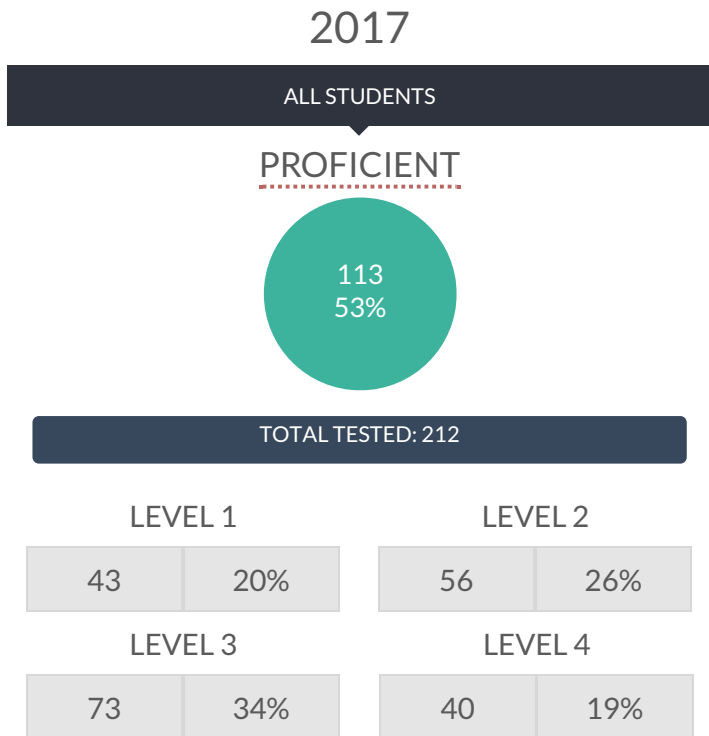 2017
ALL STUDENTS
PROFICIENT
113
53%
TOTAL TESTED: 212
LEVEL 1 LEVEL 2
43 20% 56 26%
LEVEL 3 LEVEL 4
73 34% 40 19%